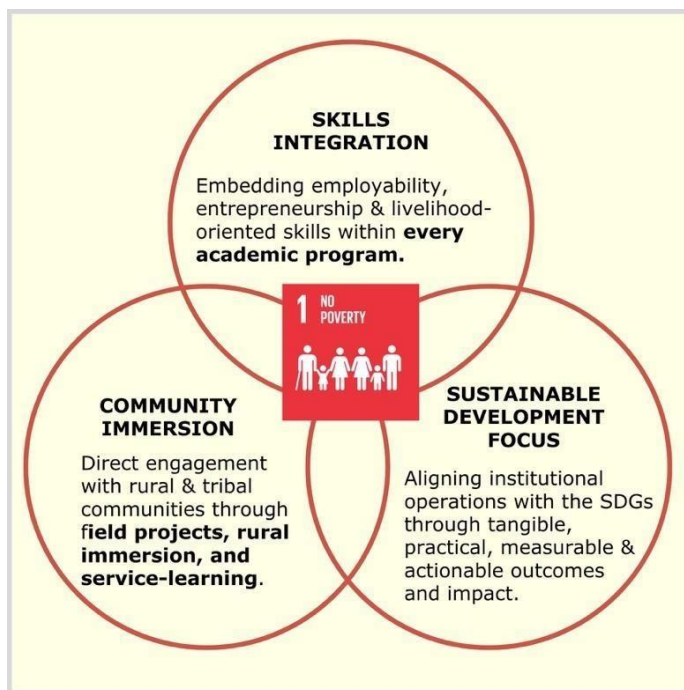 SKILLS
INTEGRATION
Embedding employability,
entrepreneurship & livelihood-
oriented skills within every
academic program.
1 NO
POVERTY
COMMUNITY
IMMERSION
Direct engagement
with rural & tribal
communities through
field projects, rural
immersion, and
service-learning.
SUSTAINABLE
DEVELOPMENT
FOCUS
Aligning institutional
operations with the SDGs
through tangible,
practical, measurable &
actionable outcomes
and impact.